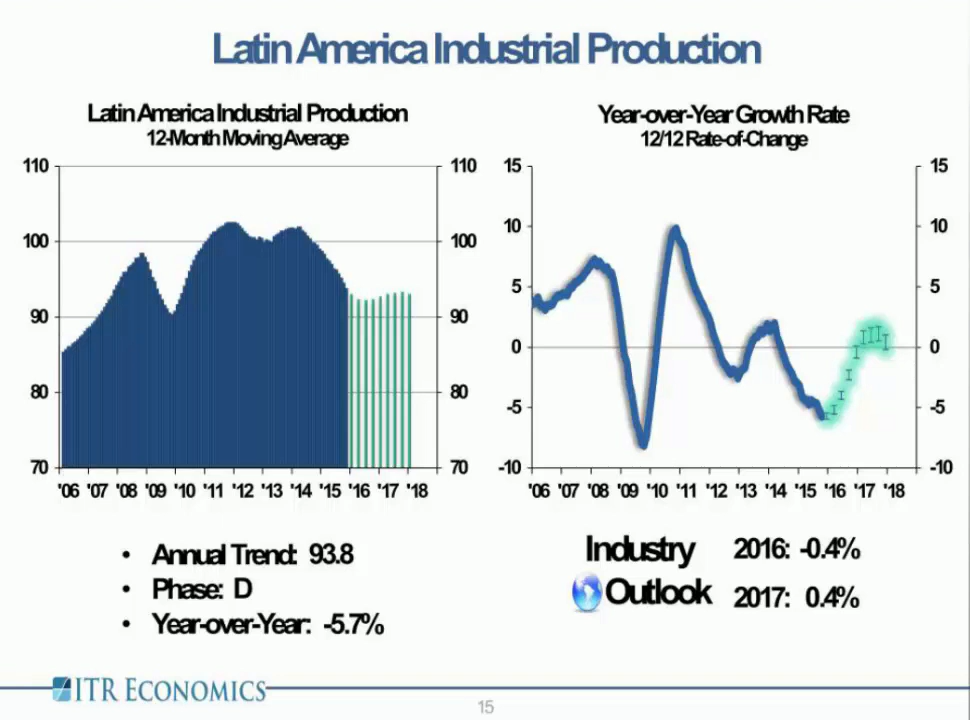 Latin America Industrial Production
Latin America Industrial Production
12-Month Moving Average
110
100
90
80
70
110
100
90
80
70
'06 '07 '08 '09 '10 '11 '12 '13 '14 '15 '16 '17 '18
Year-over-Year Growth Rate
12/12 Rate-of-Change
15
10
5
0
-5
-10
15
10
5
0
-5
-10
'06 '07 '08 '09 '10 '11 '12 '13 '14 '15 '16 '17 '18
• Annual Trend: 93.8
• Phase: D
• Year-over-Year: -5.7%
Industry 2016: -0.4%
Outlook 2017: 0.4%
ITR ECONOMICS
15